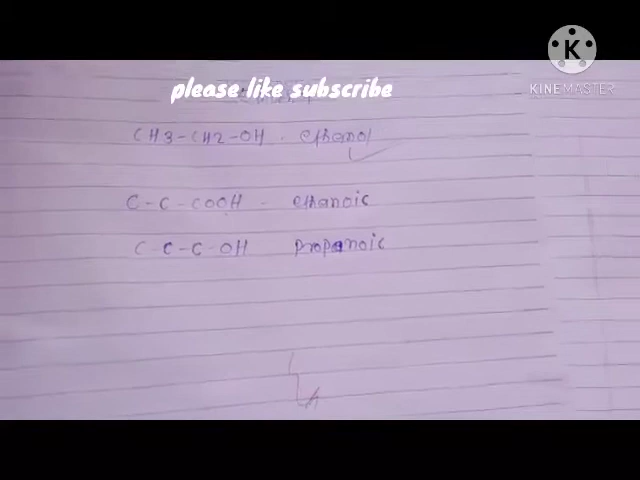 please like subscribe
KINEMASTER
CH3-CH2-OH - ethanol
C-C-COOH - ethanoic
C-C-C-OH propanoic